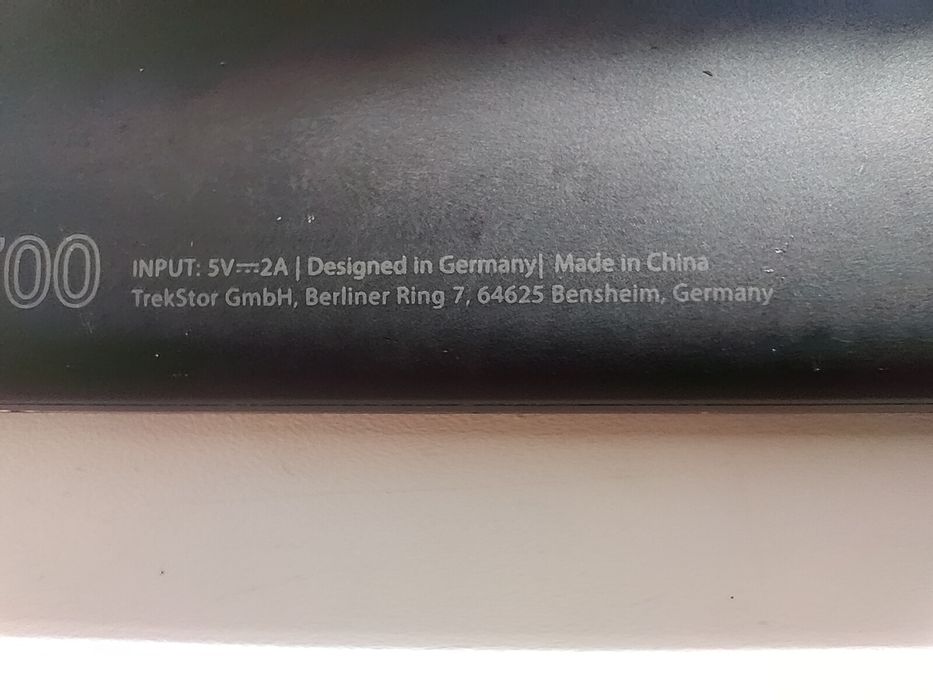 00
INPUT: 5V⎓2A | Designed in Germany| Made in China
TrekStor GmbH, Berliner Ring 7, 64625 Bensheim, Germany